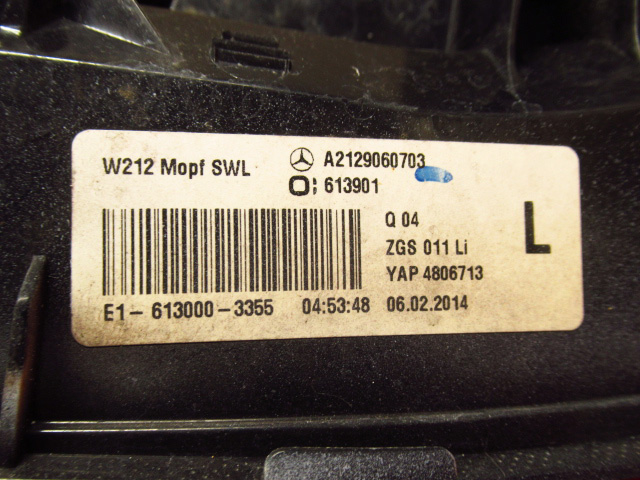 W212 Mopf SWL
A2129060703
O: 613901
Q 04
ZGS 011 Li
YAP 4806713
L
E1-613000-3355 04:53:48 06.02.2014